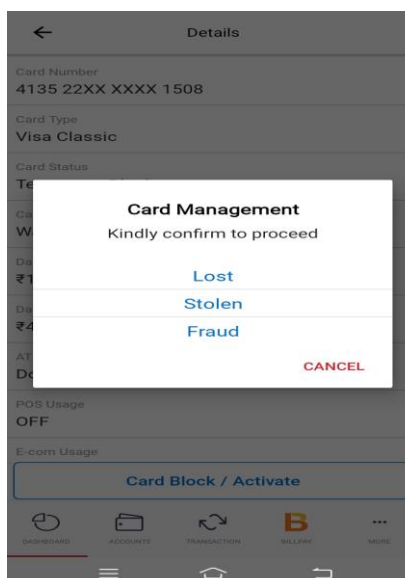 Details
Card Number
4135 22XX XXXX 1508
Card Type
Visa Classic
Card Status
Card Management
Kindly confirm to proceed
Lost
Stolen
Fraud
CANCEL
POS Usage
OFF
E-com Usage
Card Block / Activate
DASHBOARD
ACCOUNTS
TRANSACTION
BILLPAY
MORE